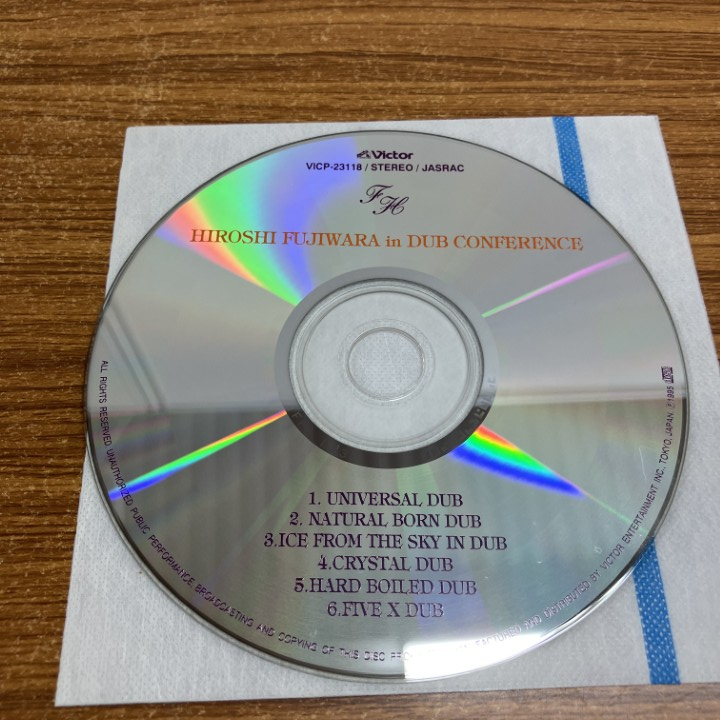 Victor
VICP-23118 / STEREO / JASRAC
FH
HIROSHI FUJIWARA in DUB CONFERENCE
1. UNIVERSAL DUB
2. NATURAL BORN DUB
3.ICE FROM THE SKY IN DUB
4.CRYSTAL DUB
5.HARD BOILED DUB
6.FIVE X DUB
ALL RIGHTS RESERVED. UNAUTHORIZED PUBLIC PERFORMANCE, BROADCASTING AND COPYING OF THIS DISC AND DISTRIBUTED BY VICTOR ENTERTAINMENT INC. TOKYO, JAPAN 1995